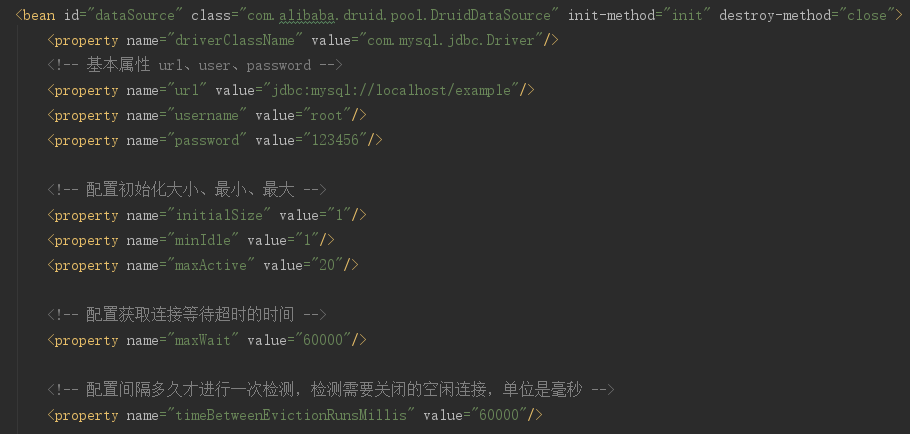 <bean id="dataSource" class="com.alibaba.druid.pool.DruidDataSource" init-method="init" destroy-method="close">
<property name="driverClassName" value="com.mysql.jdbc.Driver"/>
<!-- 基本属性 url、user、password -->
<property name="url" value="jdbc:mysql://localhost/example"/>
<property name="username" value="root"/>
<property name="password" value="123456"/>
<!-- 配置初始化大小、最小、最大 -->
<property name="initialSize" value="1"/>
<property name="minIdle" value="1"/>
<property name="maxActive" value="20"/>
<!-- 配置获取连接等待超时的时间 -->
<property name="maxWait" value="60000"/>
<!-- 配置间隔多久才进行一次检测，检测需要关闭的空闲连接，单位是毫秒 -->
<property name="timeBetweenEvictionRunsMillis" value="60000"/>